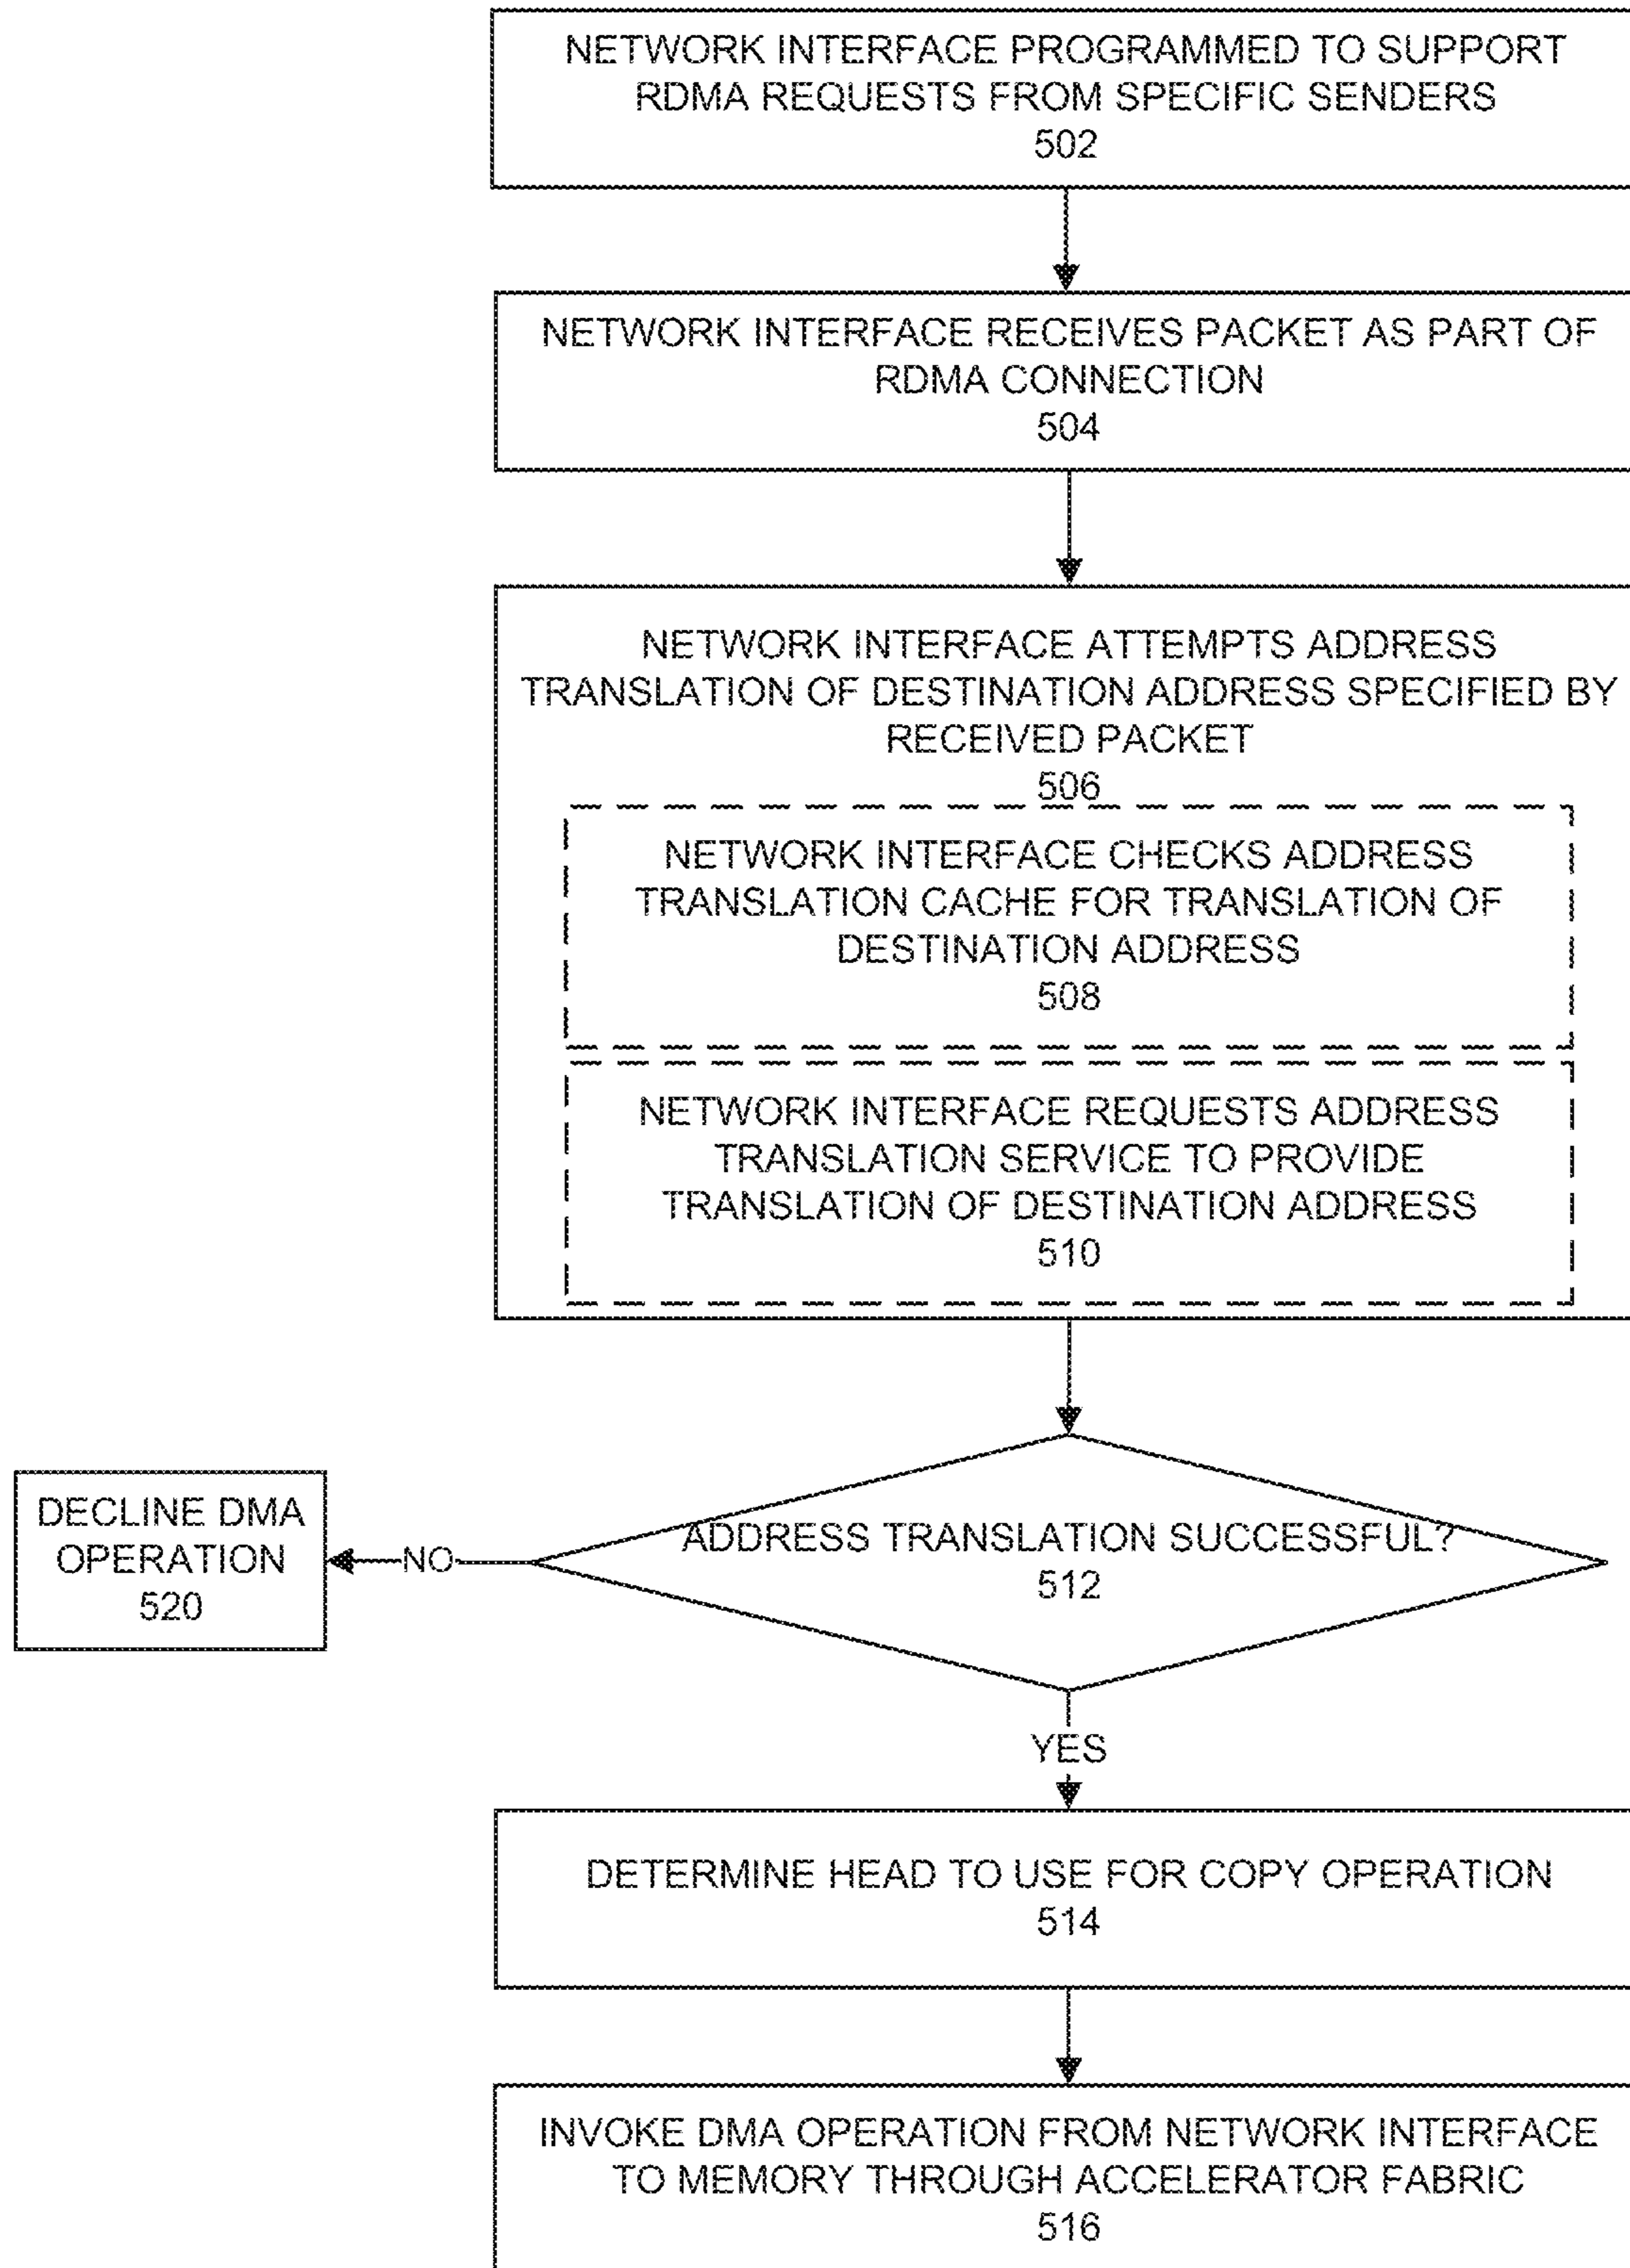 NETWORK INTERFACE PROGRAMMED TO SUPPORT
RDMA REQUESTS FROM SPECIFIC SENDERS
502
NETWORK INTERFACE RECEIVES PACKET AS PART OF
RDMA CONNECTION
504
NETWORK INTERFACE ATTEMPTS ADDRESS
TRANSLATION OF DESTINATION ADDRESS SPECIFIED BY
RECEIVED PACKET
506
NETWORK INTERFACE CHECKS ADDRESS
TRANSLATION CACHE FOR TRANSLATION OF
DESTINATION ADDRESS
508
NETWORK INTERFACE REQUESTS ADDRESS
TRANSLATION SERVICE TO PROVIDE
TRANSLATION OF DESTINATION ADDRESS
510
ADDRESS TRANSLATION SUCCESSFUL?
512
NO
DECLINE DMA
OPERATION
520
YES
DETERMINE HEAD TO USE FOR COPY OPERATION
514
INVOKE DMA OPERATION FROM NETWORK INTERFACE
TO MEMORY THROUGH ACCELERATOR FABRIC
516